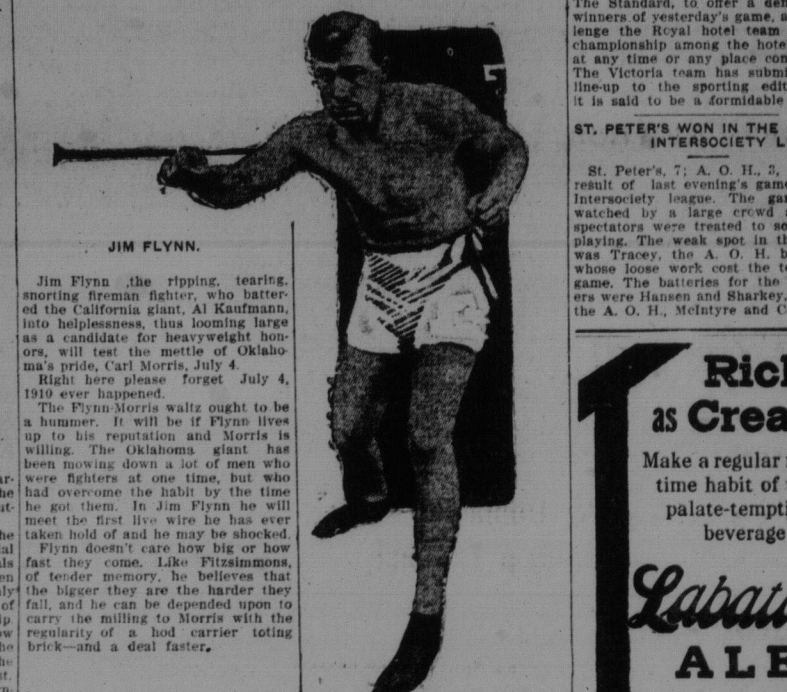 JIM FLYNN.
Jim Flynn ,the ripping, tearing,
snorting fireman fighter, who batter-
ed the California giant, Al Kaufmann,
into helplessness, thus looming large
as a candidate for heavyweight hon-
ors, will test the mettle of Oklaho-
ma's pride, Carl Morris, July 4.
Right here please forget July 4,
1910 ever happened.
The Flynn-Morris waltz ought to be
a hummer. It will be if Flynn lives
up to his reputation and Morris is
willing. The Oklahoma giant has
been mowing down a lot of men who
were fighters at one time, but who
had overcome the habit by the time
he got them. In Jim Flynn he will
meet the first live wire he has ever
taken hold of and he may be shocked.
Flynn doesn't care how big or how
fast they come. Like Fitzsimmons,
of tender memory, he believes that
the bigger they are the harder they
fall, and he can be depended upon to
carry the milling to Morris with the
regularity of a hod carrier toting
brick—and a deal faster.
The Standard, to offer a
winners of yesterday's game,
lenge the Royal hotel team
championship among the
at any time or any place
The Victoria team has
line-up to the sporting
it is said to be a formidable
ST. PETER'S WON IN THE
INTERSOCIETY
St. Peter's, 7; A. O. H., 3,
result of last evening's
Intersociety league. The
watched by a large crowd
spectators were treated to
playing. The weak spot in
was Tracey, the A. O. H.
whose loose work cost the
game. The batteries for the
ers were Hansen and Sharkey,
the A. O. H., McIntyre and
Rich
as Crea
Make a regular
time habit of
palate-tempti
beverage
Labatt
ALE